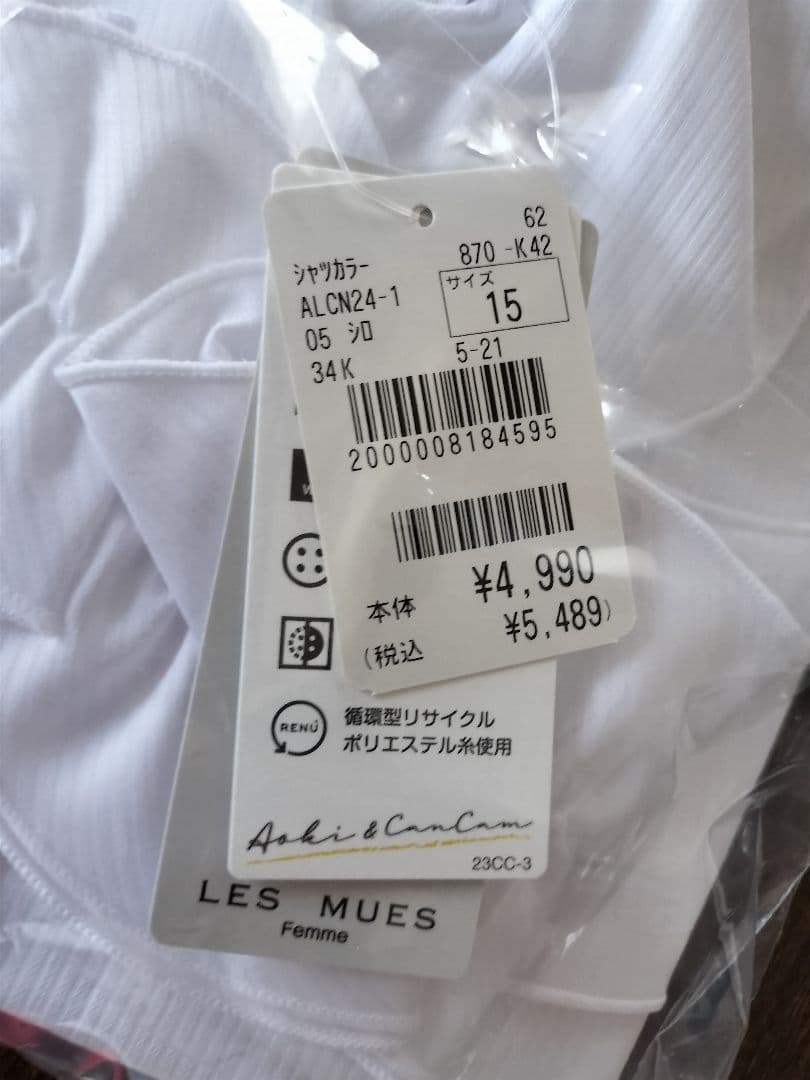 62
870 -K42
シャツカラー
サイズ
ALCN24-1
15
05 シロ
5-21
34K
2000008184595
本体 ¥4,990
(税込 ¥5,489)
RENU
循環型リサイクル
ポリエステル糸使用
Aoki & CanCam
23CC-3
LES MUES
Femme